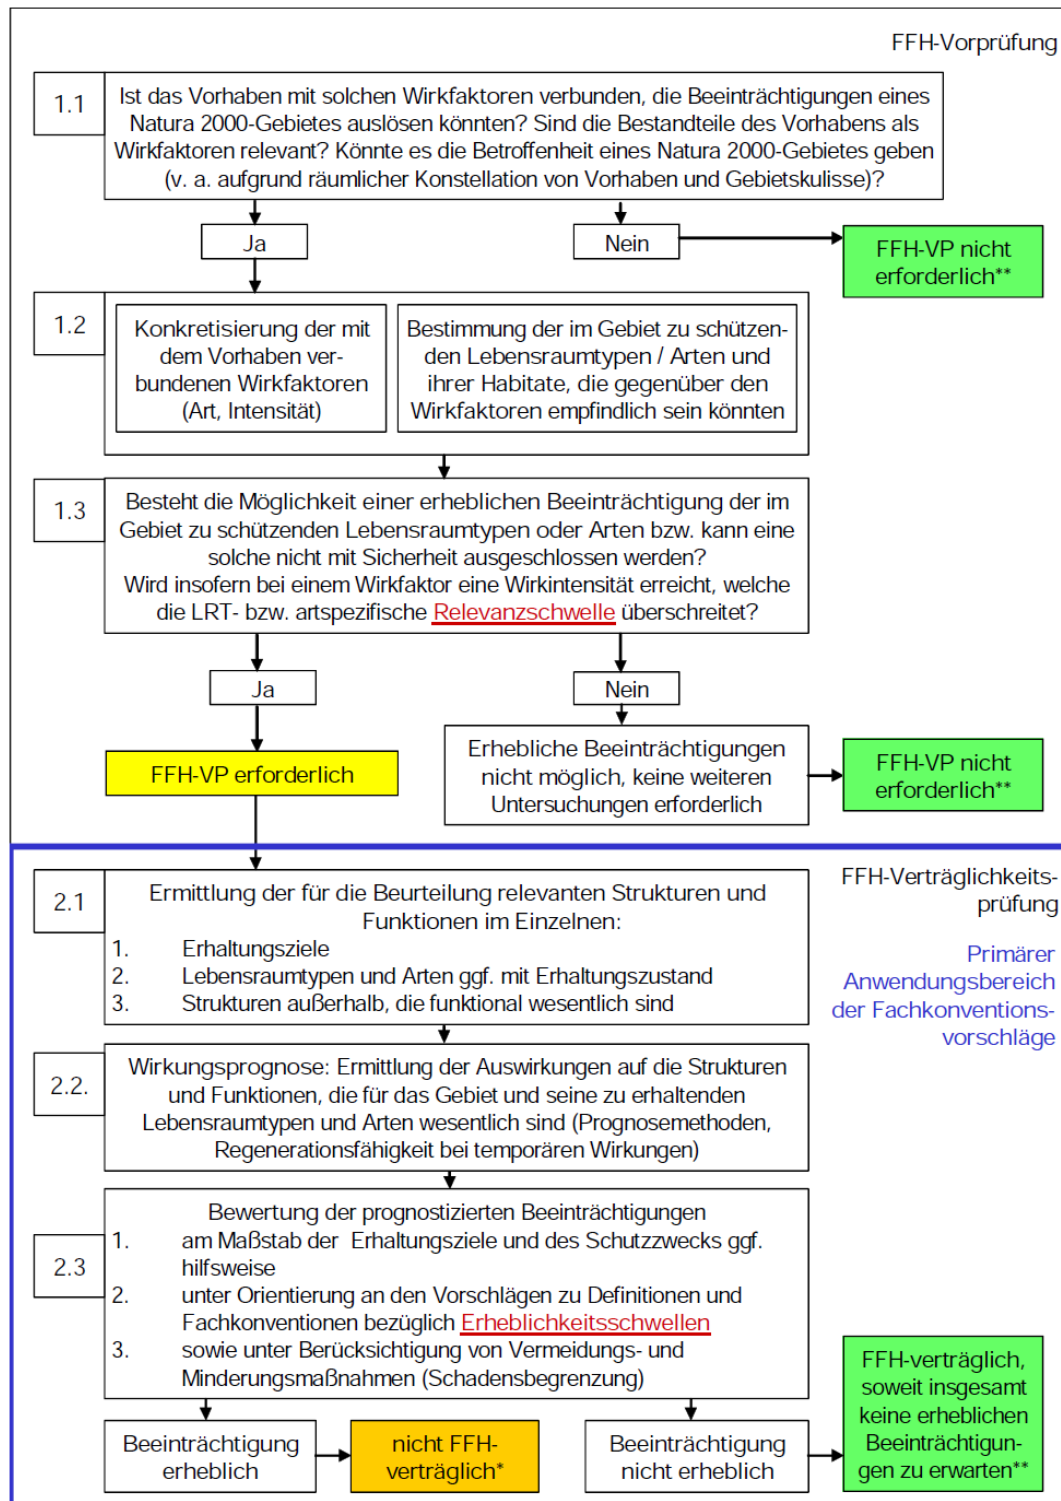 FFH-Vorprüfung
1.1
Ist das Vorhaben mit solchen Wirkfaktoren verbunden, die Beeinträchtigungen eines
Natura 2000-Gebietes auslösen könnten? Sind die Bestandteile des Vorhabens als
Wirkfaktoren relevant? Könnte es die Betroffenheit eines Natura 2000-Gebietes geben
(v. a. aufgrund räumlicher Konstellation von Vorhaben und Gebietskulisse)?
Ja
Nein
FFH-VP nicht
erforderlich**
1.2
Konkretisierung der mit
dem Vorhaben ver-
bundenen Wirkfaktoren
(Art, Intensität)
Bestimmung der im Gebiet zu schützen-
den Lebensraumtypen / Arten und
ihrer Habitate, die gegenüber den
Wirkfaktoren empfindlich sein könnten
1.3
Besteht die Möglichkeit einer erheblichen Beeinträchtigung der im
Gebiet zu schützenden Lebensraumtypen oder Arten bzw. kann eine
solche nicht mit Sicherheit ausgeschlossen werden?
Wird insofern bei einem Wirkfaktor eine Wirkintensität erreicht, welche
die LRT- bzw. artspezifische Relevanzschwelle überschreitet?
Ja
Nein
FFH-VP erforderlich
Erhebliche Beeinträchtigungen
nicht möglich, keine weiteren
Untersuchungen erforderlich
FFH-VP nicht
erforderlich**
FFH-Verträglichkeits-
prüfung
Primärer
Anwendungsbereich
der Fachkonventions-
vorschläge
2.1
Ermittlung der für die Beurteilung relevanten Strukturen und
Funktionen im Einzelnen:
1. Erhaltungsziele
2. Lebensraumtypen und Arten ggf. mit Erhaltungszustand
3. Strukturen außerhalb, die funktional wesentlich sind
2.2.
Wirkungsprognose: Ermittlung der Auswirkungen auf die Strukturen
und Funktionen, die für das Gebiet und seine zu erhaltenden
Lebensraumtypen und Arten wesentlich sind (Prognosemethoden,
Regenerationsfähigkeit bei temporären Wirkungen)
2.3
Bewertung der prognostizierten Beeinträchtigungen
1. am Maßstab der Erhaltungsziele und des Schutzzwecks ggf.
hilfsweise
2. unter Orientierung an den Vorschlägen zu Definitionen und
Fachkonventionen bezüglich Erheblichkeitsschwellen
3. sowie unter Berücksichtigung von Vermeidungs- und
Minderungsmaßnahmen (Schadensbegrenzung)
Beeinträchtigung
erheblich
nicht FFH-
verträglich*
Beeinträchtigung
nicht erheblich
FFH-verträglich,
soweit insgesamt
keine erheblichen
Beeinträchtigun-
gen zu erwarten**